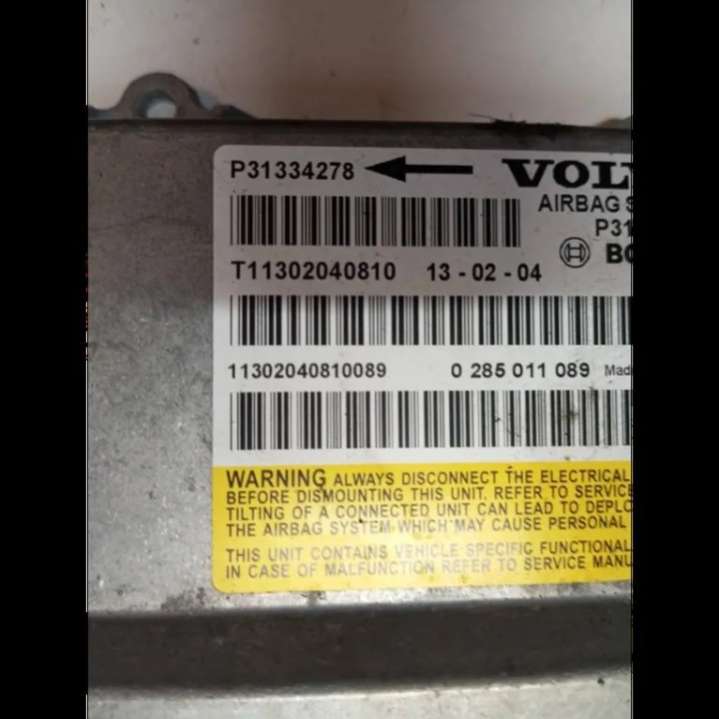 P31334278 VOLV
AIRBAG S
P31
T11302040810 13 - 02 - 04 BO
11302040810089 0 285 011 089 Mad
WARNING ALWAYS DISCONNECT THE ELECTRICAL
BEFORE DISMOUNTING THIS UNIT. REFER TO SERVICE
TILTING OF A CONNECTED UNIT CAN LEAD TO DEPLO
THE AIRBAG SYSTEM WHICH MAY CAUSE PERSONAL
THIS UNIT CONTAINS VEHICLE SPECIFIC FUNCTIONAL
IN CASE OF MALFUNCTION REFER TO SERVICE MANU